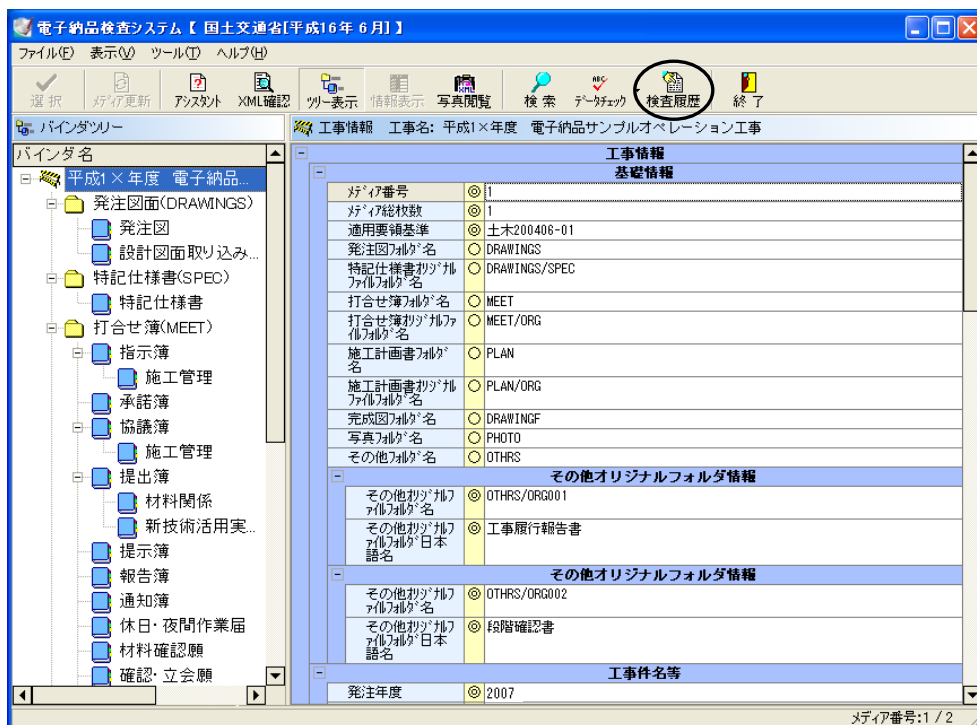 電子納品検査システム【 国土交通省[平成16年 6月] 】
ファイル(F) 表示(V) ツール(T) ヘルプ(H)
選択 メディア更新 アシスタント XML確認 ツリー表示 情報表示 写真閲覧 検索 データチェック 検査履歴 終了
バインダツリー
工事情報 工事名: 平成1×年度 電子納品サンプルオペレーション工事
バインダ名
平成1×年度 電子納品...
発注図面(DRAWINGS)
発注図
設計図面取り込み...
特記仕様書(SPEC)
特記仕様書
打合せ簿(MEET)
指示簿
施工管理
承諾簿
協議簿
施工管理
提出簿
材料関係
新技術活用実...
提示簿
報告簿
通知簿
休日・夜間作業届
材料確認願
確認・立会願
工事情報
基礎情報
メディア番号 ◎ 1
メディア総枚数 ◎ 1
適用要領基準 ◎ 土木200406-01
発注図フォルダ名 ○ DRAWINGS
特記仕様書オリジナル ○ DRAWINGS/SPEC
ファイルフォルダ名
打合せ簿フォルダ名 ○ MEET
打合せ簿オリジナルファ ○ MEET/ORG
イルフォルダ名
施工計画書フォルダ ○ PLAN
名
施工計画書オリジナル ○ PLAN/ORG
ファイルフォルダ名
完成図フォルダ名 ○ DRAWINGF
写真フォルダ名 ○ PHOTO
その他フォルダ名 ○ OTHRS
その他オリジナルフォルダ情報
その他オリジナルフ ◎ OTHRS/ORG001
ァイルフォルダ名
その他オリジナルフ ◎ 工事履行報告書
ァイルフォルダ日本
語名
その他オリジナルフォルダ情報
その他オリジナルフ ◎ OTHRS/ORG002
ァイルフォルダ名
その他オリジナルフ ◎ 段階確認書
ァイルフォルダ日本
語名
工事件名等
発注年度 ◎ 2007
メディア番号:1 / 2